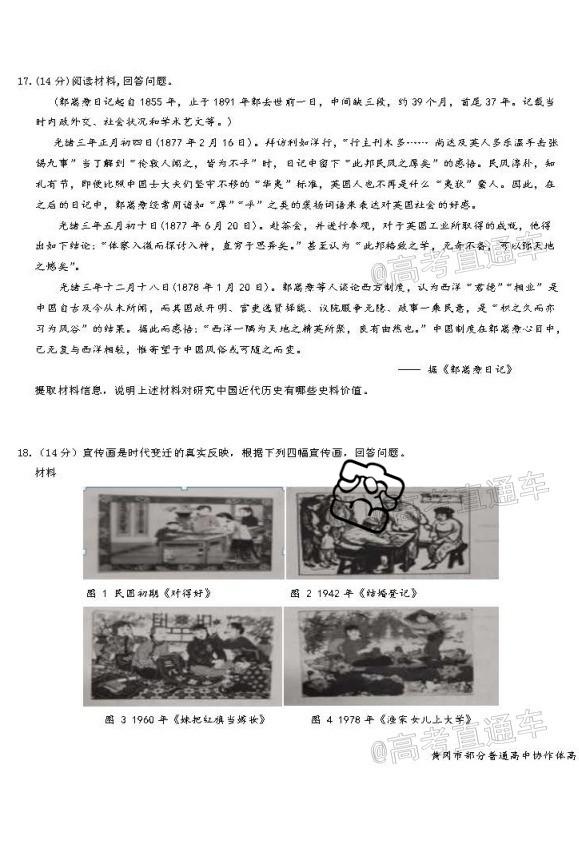 17.(14分)阅读材料,回答问题。
(郭嵩焘日记起自1855年，止于1891年郭去世前一日，中间缺三段，约39个月，首尾37年。记载当
时内政外交、社会状况和学术艺文等。)
光绪三年正月初四(1877年2月16日)。拜访利如洋行，“行主刊木多…… 尚达及英人多乐温手击张
锡九事”当了解到“伦敦人闻之，皆为不平”时，日记中留下“此邦民风之厚矣”的感悟。民风淳朴，知
礼有节，即使比照中国士大夫们坚守不移的“华夷”标准，英国人也不再是什么“夷狄”蛮人。因此，在
之后的日记中，郭嵩焘经常用诸如“厚”“平”之类的褒扬词语来表达对英国社会的好感。
光绪三年五月初十日(1877年6月20日)。赴茶会，并进行参观，对于英国工业所取得的成就，他得
出如下结论：“体察入微而探讨入神，直穷于思异矣。”甚至认为“此邦格致之学，无奇不备，可以弥天地
之憾矣”。
光绪三年十二月十八日(1878年1月20日)。郭嵩焘等人谈论西方制度，认为西洋“君德”“相业”是
中国自古及今从未所闻，而其国政开明、官吏选贤择能、议院服争无隐、政事一乘民意，是“积之久而亦
习为风俗”的结果。据此而感悟：“西洋一隅为天地之精英所聚，良有由然也。”中国制度在郭嵩焘心目中，
已无复与西洋相较，惟寄望于中国风俗或可随之而变。
—— 据《郭嵩焘日记》
提取材料信息，说明上述材料对研究中国近代历史有哪些史料价值。
18.（14分）宣传画是时代变迁的真实反映，根据下列四幅宣传画，回答问题。
材料
图 1 民国初期《对得好》
图 2 1942年《结婚登记》
图 3 1960年《妹把红旗当嫁妆》
图 4 1978年《渔家女儿上大学》
黄冈市部分普通高中协作体高
@高考直通车
@高考直通车
@高考直通车